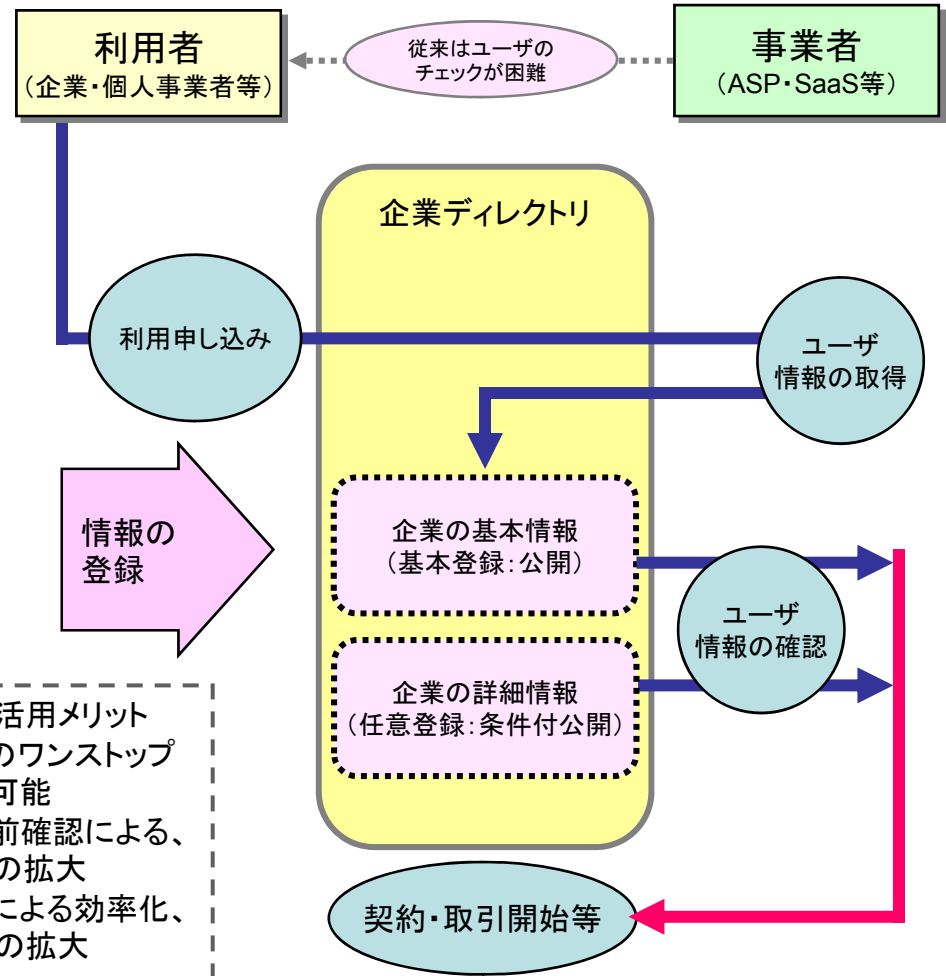 利用者
（企業・個人事業者等）
従来はユーザの
チェックが困難
事業者
（ASP・SaaS等）
企業ディレクトリ
利用申し込み
ユーザ
情報の取得
情報の
登録
企業の基本情報
（基本登録：公開）
ユーザ
情報の確認
企業の詳細情報
（任意登録：条件付公開）
活用メリット
のワンストップ
可能
前確認による、
の拡大
による効率化、
の拡大
契約・取引開始等